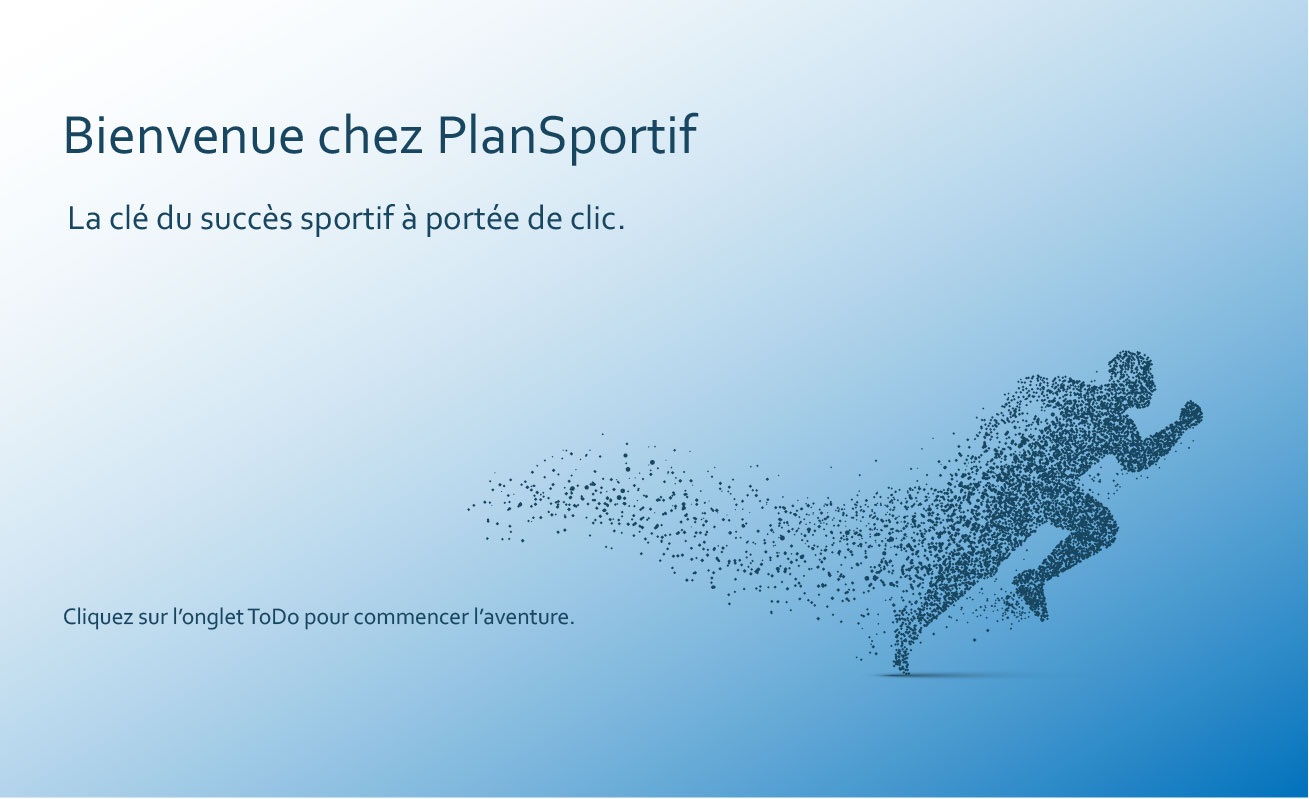 Bienvenue chez PlanSportif
La clé du succès sportif à portée de clic.
Cliquez sur l’onglet ToDo pour commencer l’aventure.